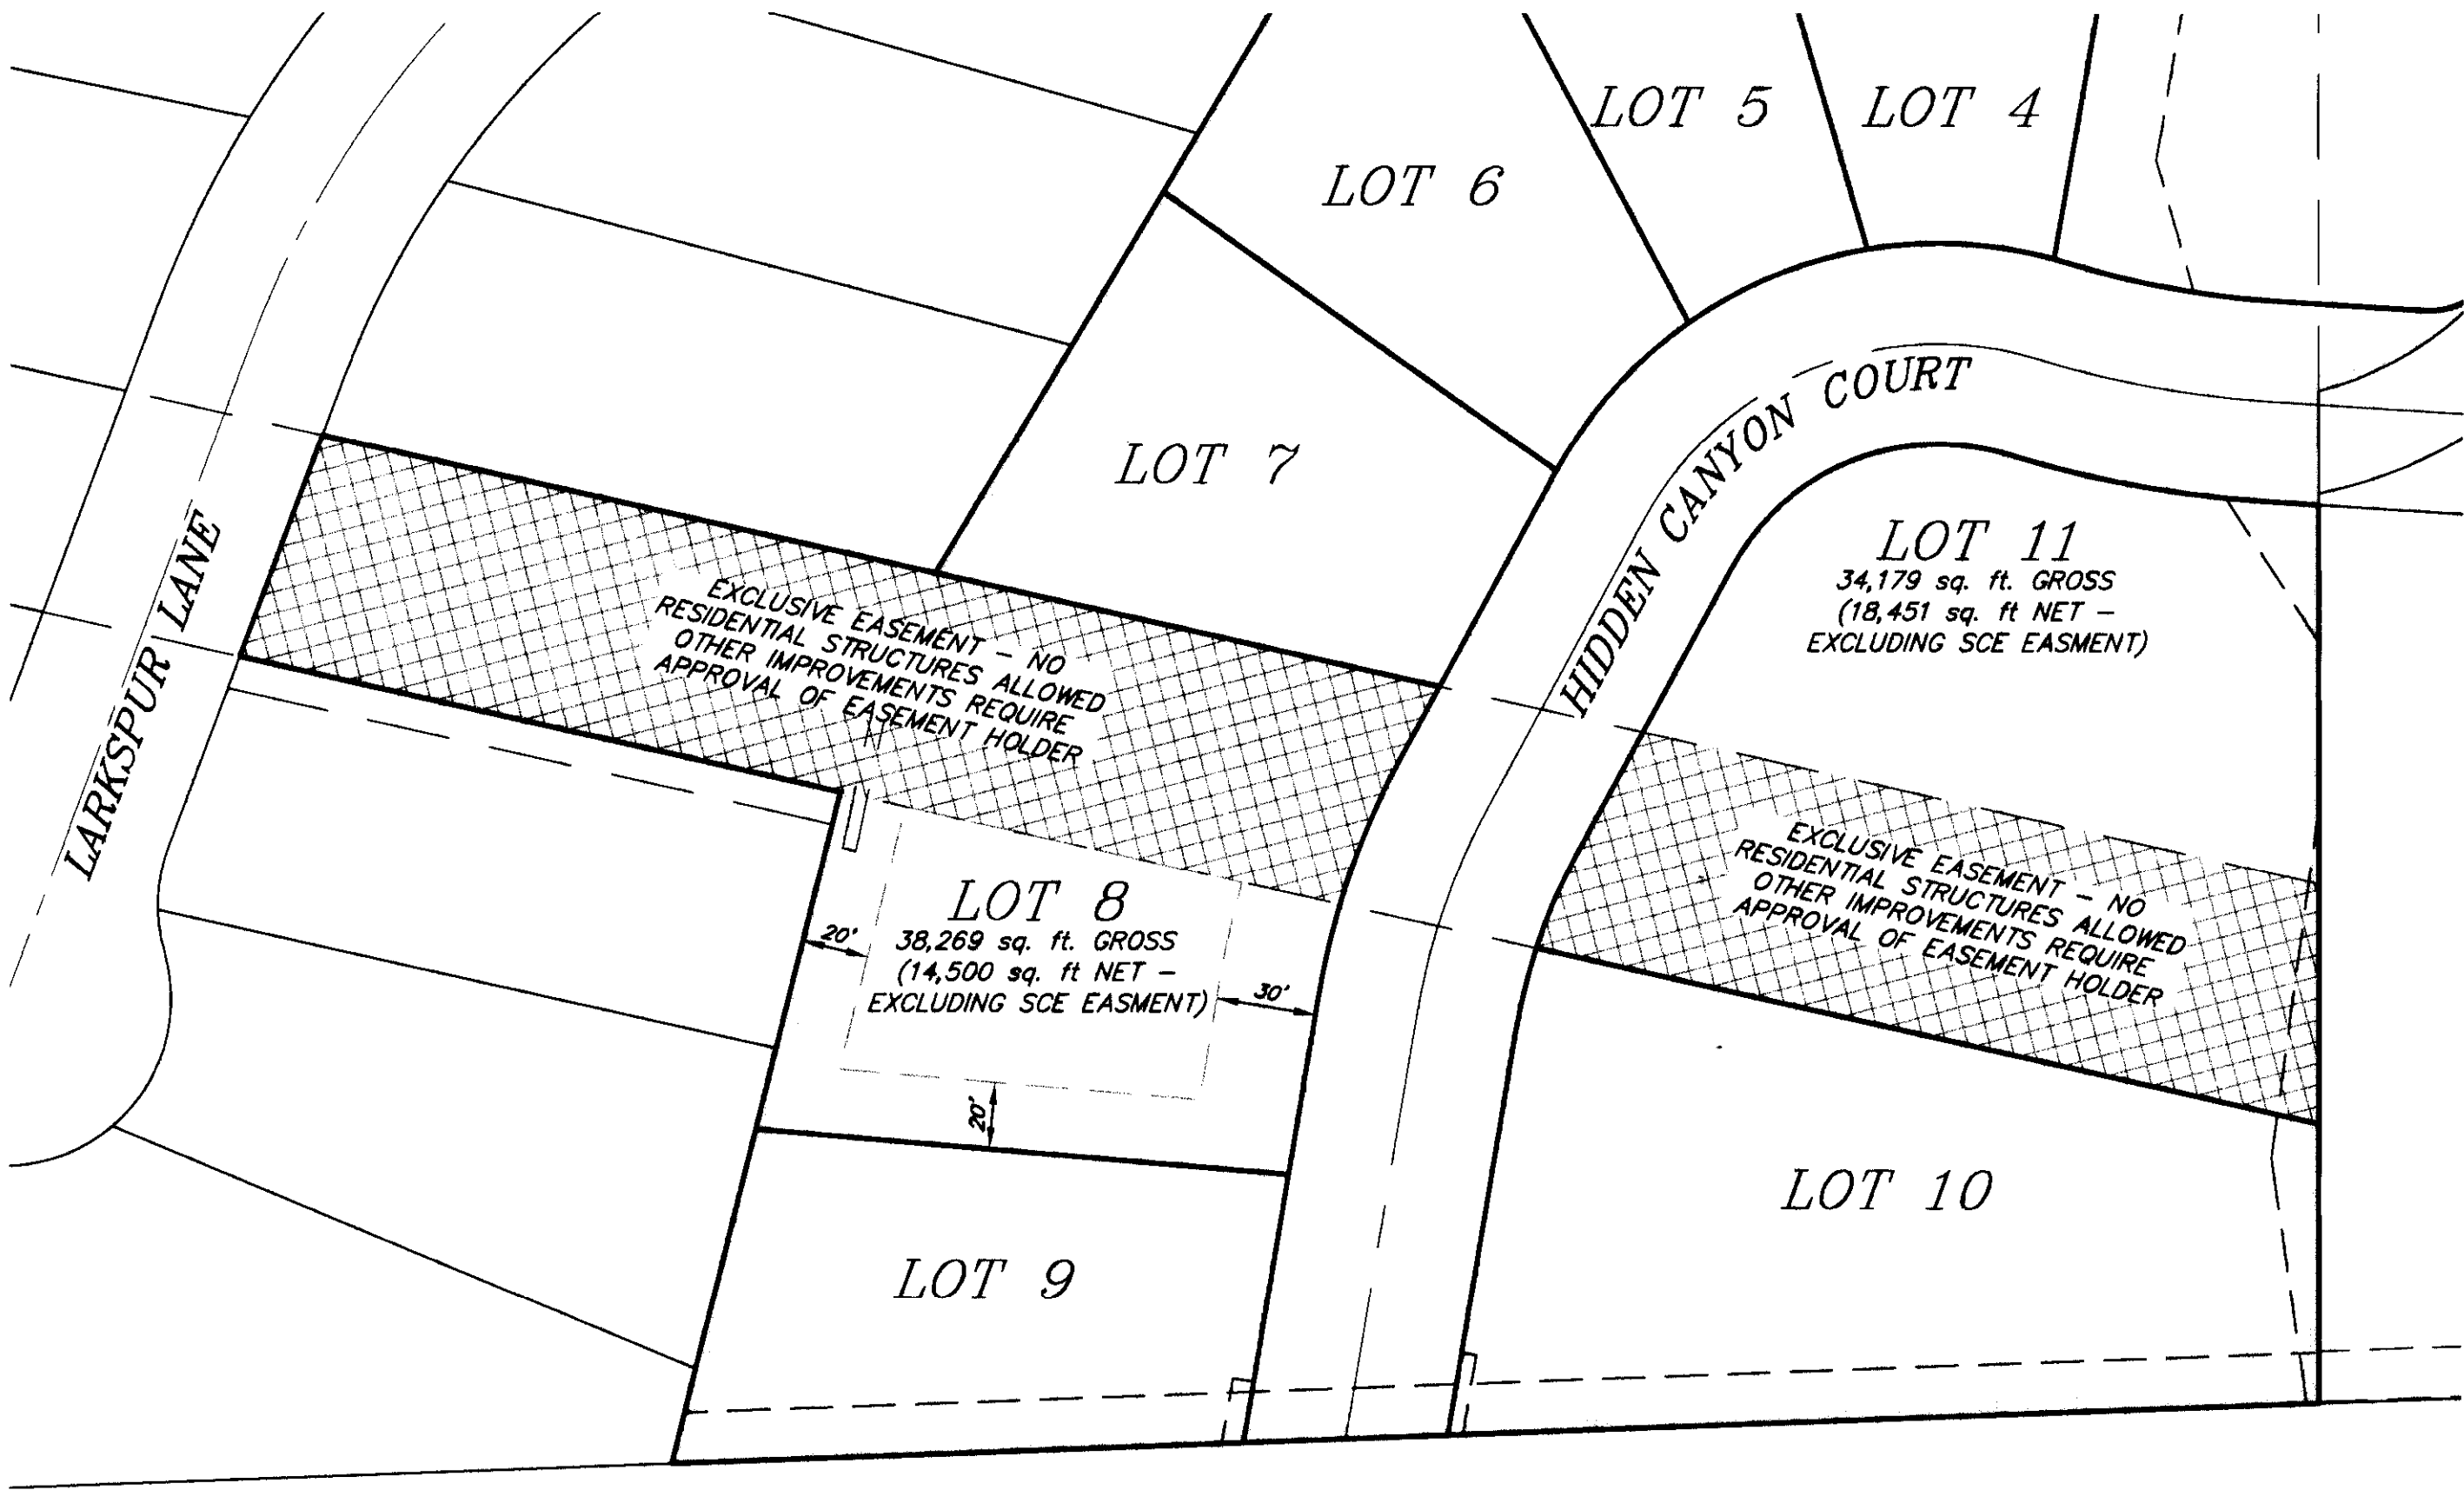 LOT 5
LOT 4
LOT 6
LOT 7
HIDDEN CANYON COURT
LARKSPUR LANE
LOT 11
34,179 sq. ft. GROSS
(18,451 sq. ft NET –
EXCLUDING SCE EASMENT)
EXCLUSIVE EASEMENT – NO
RESIDENTIAL STRUCTURES ALLOWED
OTHER IMPROVEMENTS REQUIRE
APPROVAL OF EASEMENT HOLDER
EXCLUSIVE EASEMENT – NO
RESIDENTIAL STRUCTURES ALLOWED
OTHER IMPROVEMENTS REQUIRE
APPROVAL OF EASEMENT HOLDER
LOT 8
38,269 sq. ft. GROSS
(14,500 sq. ft NET –
EXCLUDING SCE EASMENT)
20'
30'
20'
LOT 10
LOT 9